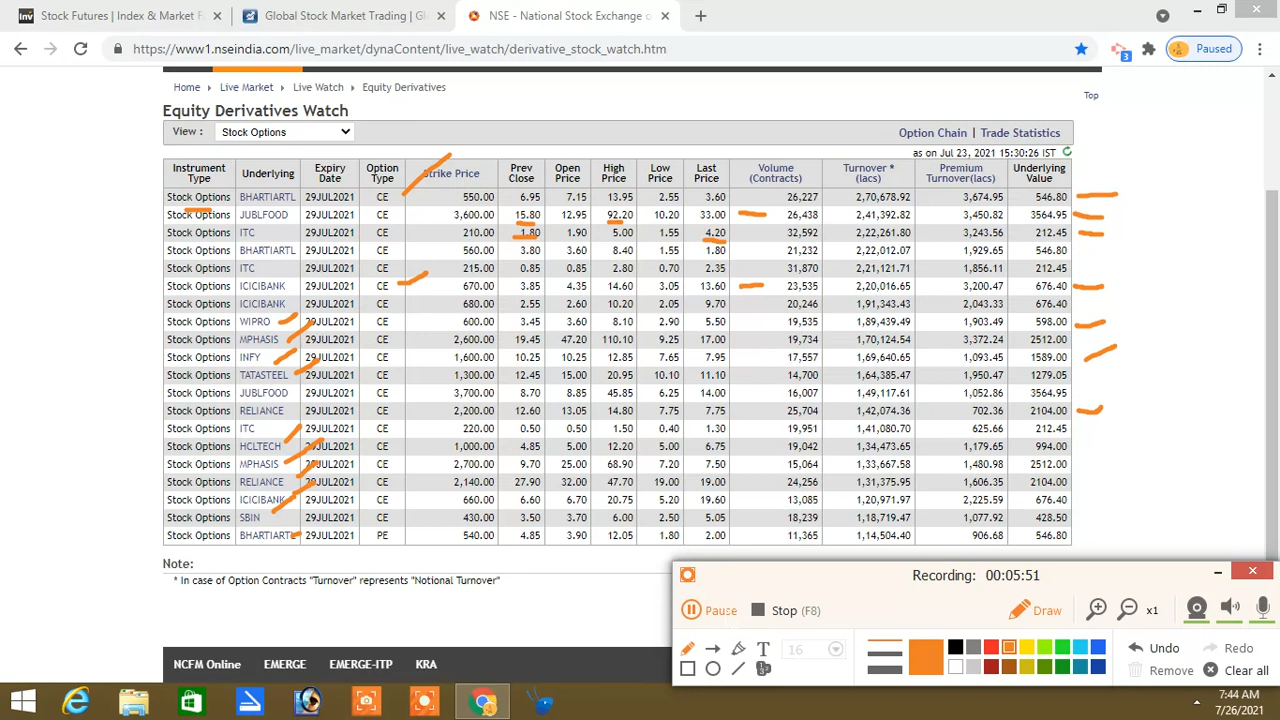 Stock Futures | Index & Market F
Global Stock Market Trading | Gl
NSE - National Stock Exchange o
https://www1.nseindia.com/live_market/dynaContent/live_watch/derivative_stock_watch.htm
3
Paused
Home Live Market Live Watch Equity Derivatives
Top
Equity Derivatives Watch
View : Stock Options
Option Chain | Trade Statistics
as on Jul 23, 2021 15:30:26 IST
Instrument Type Underlying Expiry Date Option Type Strike Price Prev Close Open Price High Price Low Price Last Price Volume (Contracts) Turnover * (lacs) Premium Turnover(lacs) Underlying Value
Stock Options BHARTIARTL 29JUL2021 CE 550.00 6.95 7.15 13.95 2.55 3.60 26,227 2,70,678.92 3,674.95 546.80
Stock Options JUBLFOOD 29JUL2021 CE 3,600.00 15.80 12.95 92.20 10.20 33.00 26,438 2,41,392.82 3,450.82 3564.95
Stock Options ITC 29JUL2021 CE 210.00 1.80 1.90 5.00 1.55 4.20 32,592 2,22,261.80 3,243.56 212.45
Stock Options BHARTIARTL 29JUL2021 CE 560.00 3.80 3.60 8.40 1.55 1.80 21,232 2,22,012.07 1,929.65 546.80
Stock Options ITC 29JUL2021 CE 215.00 0.85 0.85 2.80 0.70 2.35 31,870 2,21,121.71 1,856.11 212.45
Stock Options ICICIBANK 29JUL2021 CE 670.00 3.85 4.35 14.60 3.05 13.60 23,535 2,20,016.65 3,200.47 676.40
Stock Options ICICIBANK 29JUL2021 CE 680.00 2.55 2.60 10.20 2.05 9.70 20,246 1,91,343.43 2,043.33 676.40
Stock Options WIPRO 29JUL2021 CE 600.00 3.45 3.60 8.10 2.90 5.50 19,535 1,89,439.49 1,903.49 598.00
Stock Options MPHASIS 29JUL2021 CE 2,600.00 19.45 47.20 110.10 9.25 17.00 19,734 1,70,124.54 3,372.24 2512.00
Stock Options INFY 29JUL2021 CE 1,600.00 10.25 10.25 12.85 7.65 7.95 17,557 1,69,640.65 1,093.45 1589.00
Stock Options TATASTEEL 29JUL2021 CE 1,300.00 12.45 15.00 20.95 10.10 11.10 14,700 1,64,385.47 1,950.47 1279.05
Stock Options JUBLFOOD 29JUL2021 CE 3,700.00 8.70 8.85 45.85 6.25 14.00 16,007 1,49,117.61 1,052.86 3564.95
Stock Options RELIANCE 29JUL2021 CE 2,200.00 12.60 13.05 14.80 7.75 7.75 25,704 1,42,074.36 702.36 2104.00
Stock Options ITC 29JUL2021 CE 220.00 0.50 0.50 1.50 0.40 1.30 19,951 1,41,080.70 625.66 212.45
Stock Options HCLTECH 29JUL2021 CE 1,000.00 4.85 5.00 12.20 5.00 6.75 19,042 1,34,473.65 1,179.65 994.00
Stock Options MPHASIS 29JUL2021 CE 2,700.00 9.70 25.00 68.90 7.20 7.50 15,064 1,33,667.58 1,480.98 2512.00
Stock Options RELIANCE 29JUL2021 CE 2,140.00 27.90 32.00 47.70 19.00 19.00 24,256 1,31,375.95 1,606.35 2104.00
Stock Options ICICIBANK 29JUL2021 CE 660.00 6.60 6.70 20.75 5.20 19.60 13,085 1,20,971.97 2,225.59 676.40
Stock Options SBIN 29JUL2021 CE 430.00 3.50 3.70 6.00 2.50 5.05 18,239 1,18,719.47 1,077.92 428.50
Stock Options BHARTIARTL 29JUL2021 PE 540.00 4.85 3.90 12.05 1.80 2.00 11,365 1,14,504.40 906.68 546.80
Note:
* In case of Option Contracts "Turnover" represents "Notional Turnover"
Recording: 00:05:51
Pause Stop (F8) Draw x1
T 16 Undo Redo
Remove Clear all
NCFM Online EMERGE EMERGE-ITP KRA
7:44 AM
7/26/2021